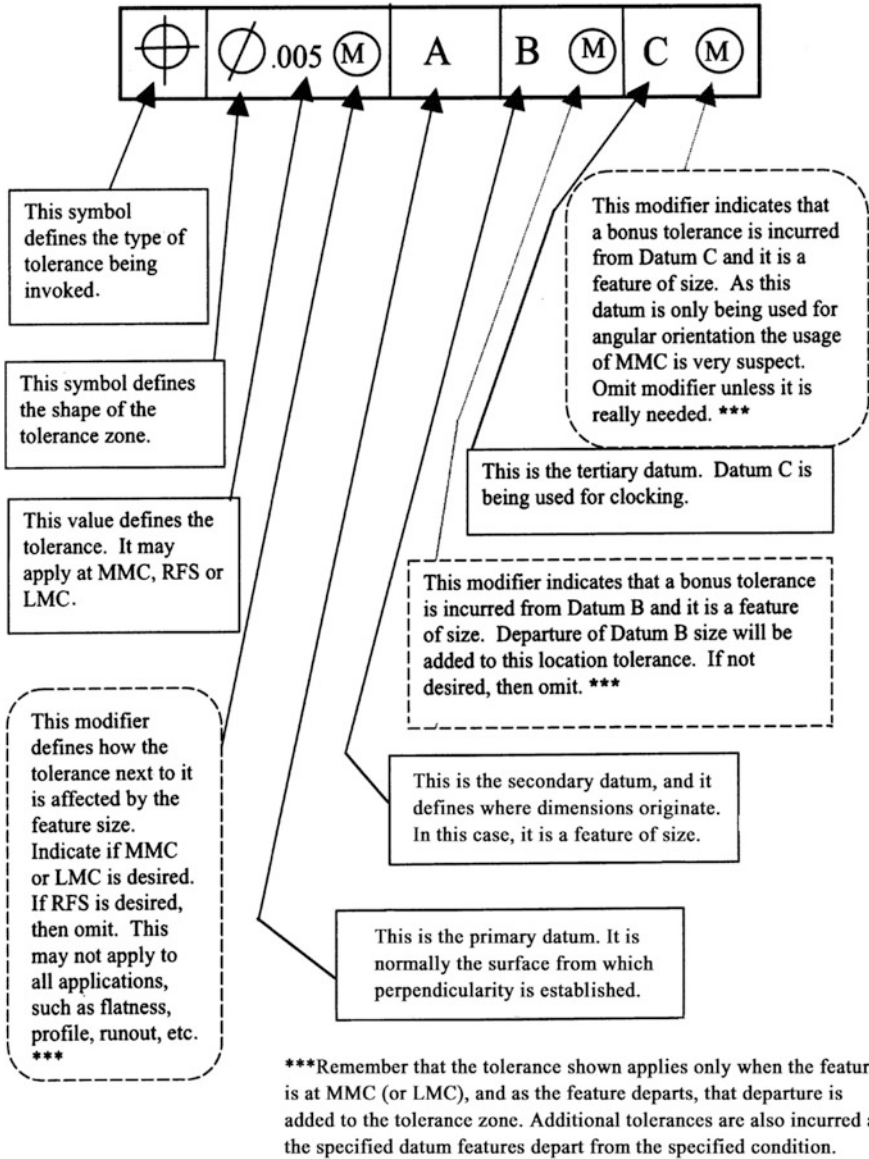 ⌖ ⌀ .005 Ⓜ A B Ⓜ C Ⓜ
This symbol
defines the type of
tolerance being
invoked.
This symbol defines
the shape of the
tolerance zone.
This value defines the
tolerance. It may
apply at MMC, RFS or
LMC.
This modifier
defines how the
tolerance next to it
is affected by the
feature size.
Indicate if MMC
or LMC is desired.
If RFS is desired,
then omit. This
may not apply to
all applications,
such as flatness,
profile, runout, etc.
***
This modifier indicates that
a bonus tolerance is incurred
from Datum C and it is a
feature of size. As this
datum is only being used for
angular orientation the usage
of MMC is very suspect.
Omit modifier unless it is
really needed. ***
This is the tertiary datum. Datum C is
being used for clocking.
This modifier indicates that a bonus tolerance
is incurred from Datum B and it is a feature
of size. Departure of Datum B size will be
added to this location tolerance. If not
desired, then omit. ***
This is the secondary datum, and it
defines where dimensions originate.
In this case, it is a feature of size.
This is the primary datum. It is
normally the surface from which
perpendicularity is established.
***Remember that the tolerance shown applies only when the featur
is at MMC (or LMC), and as the feature departs, that departure is
added to the tolerance zone. Additional tolerances are also incurred a
the specified datum features depart from the specified condition.